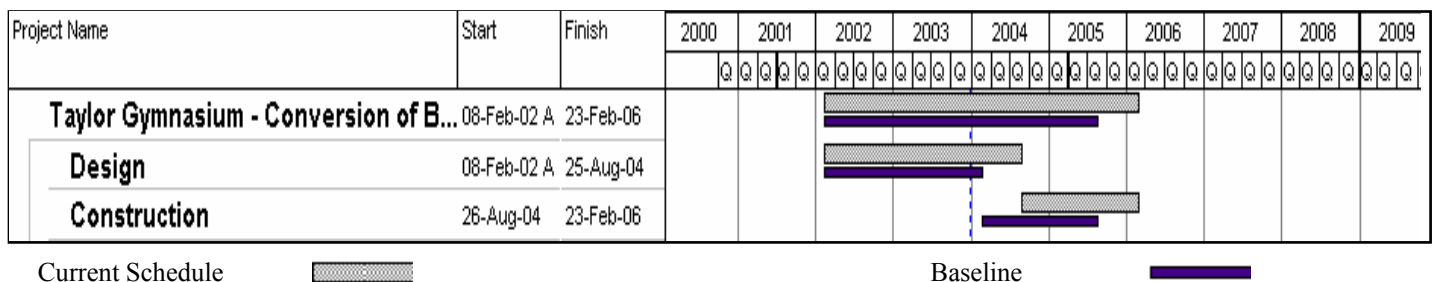 Project Name Start Finish 2000 2001 2002 2003 2004 2005 2006 2007 2008 2009
Q Q Q Q Q Q Q Q Q Q Q Q Q Q Q Q Q Q Q Q Q Q Q Q Q Q Q Q Q Q Q Q Q Q Q Q
Taylor Gymnasium - Conversion of B... 08-Feb-02 A 23-Feb-06
Design 08-Feb-02 A 25-Aug-04
Construction 26-Aug-04 23-Feb-06
Current Schedule Baseline